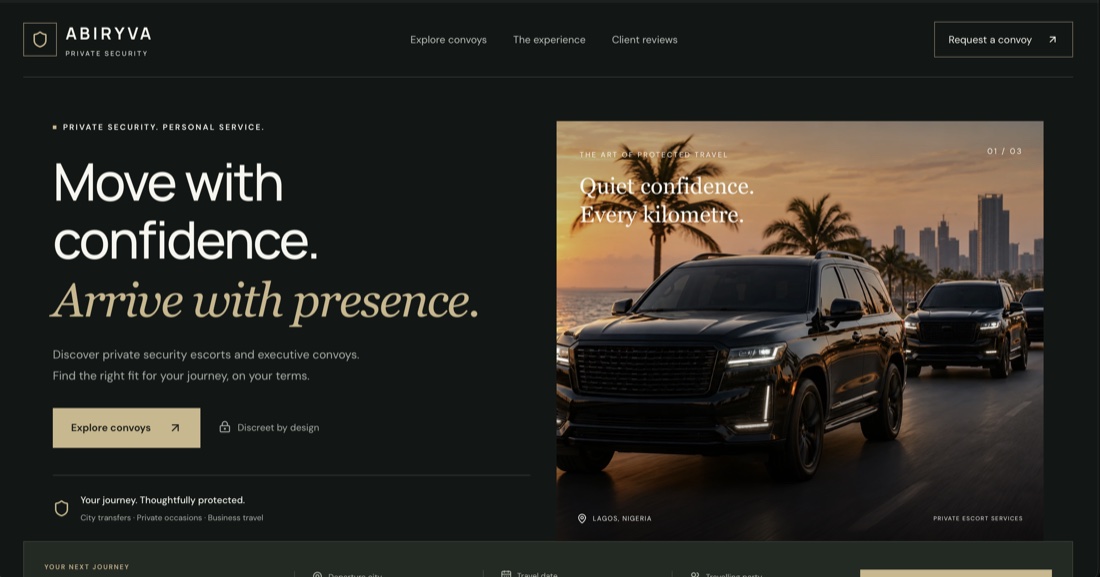 ABIRYVA
PRIVATE SECURITY
Explore convoys
The experience
Client reviews
Request a convoy
PRIVATE SECURITY. PERSONAL SERVICE.
Move with
confidence.
Arrive with presence.
Discover private security escorts and executive convoys.
Find the right fit for your journey, on your terms.
Explore convoys
Discreet by design
Your journey. Thoughtfully protected.
City transfers · Private occasions · Business travel
THE ART OF PROTECTED TRAVEL
01 / 03
Quiet confidence.
Every kilometre.
LAGOS, NIGERIA
PRIVATE ESCORT SERVICES
YOUR NEXT JOURNEY
Departure city
Travel date
Travelling party